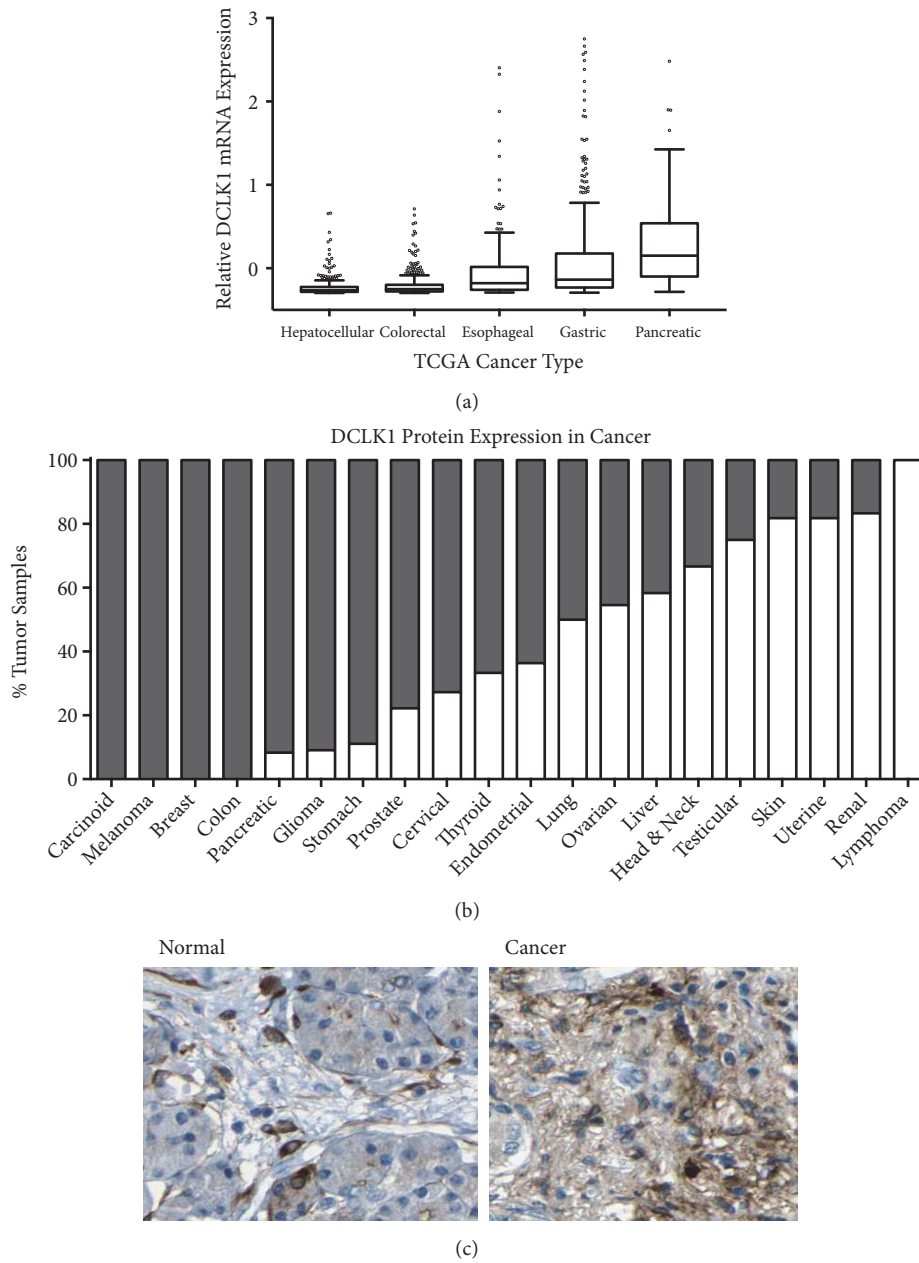 3
2
1
0
Relative DCLK1 mRNA Expression
Hepatocellular Colorectal Esophageal Gastric Pancreatic
TCGA Cancer Type
(a)
DCLK1 Protein Expression in Cancer
100
80
60
40
20
0
% Tumor Samples
Carcinoid
Melanoma
Breast
Colon
Pancreatic
Glioma
Stomach
Prostate
Cervical
Thyroid
Endometrial
Lung
Ovarian
Liver
Head & Neck
Testicular
Skin
Uterine
Renal
Lymphoma
(b)
Normal
Cancer
(c)